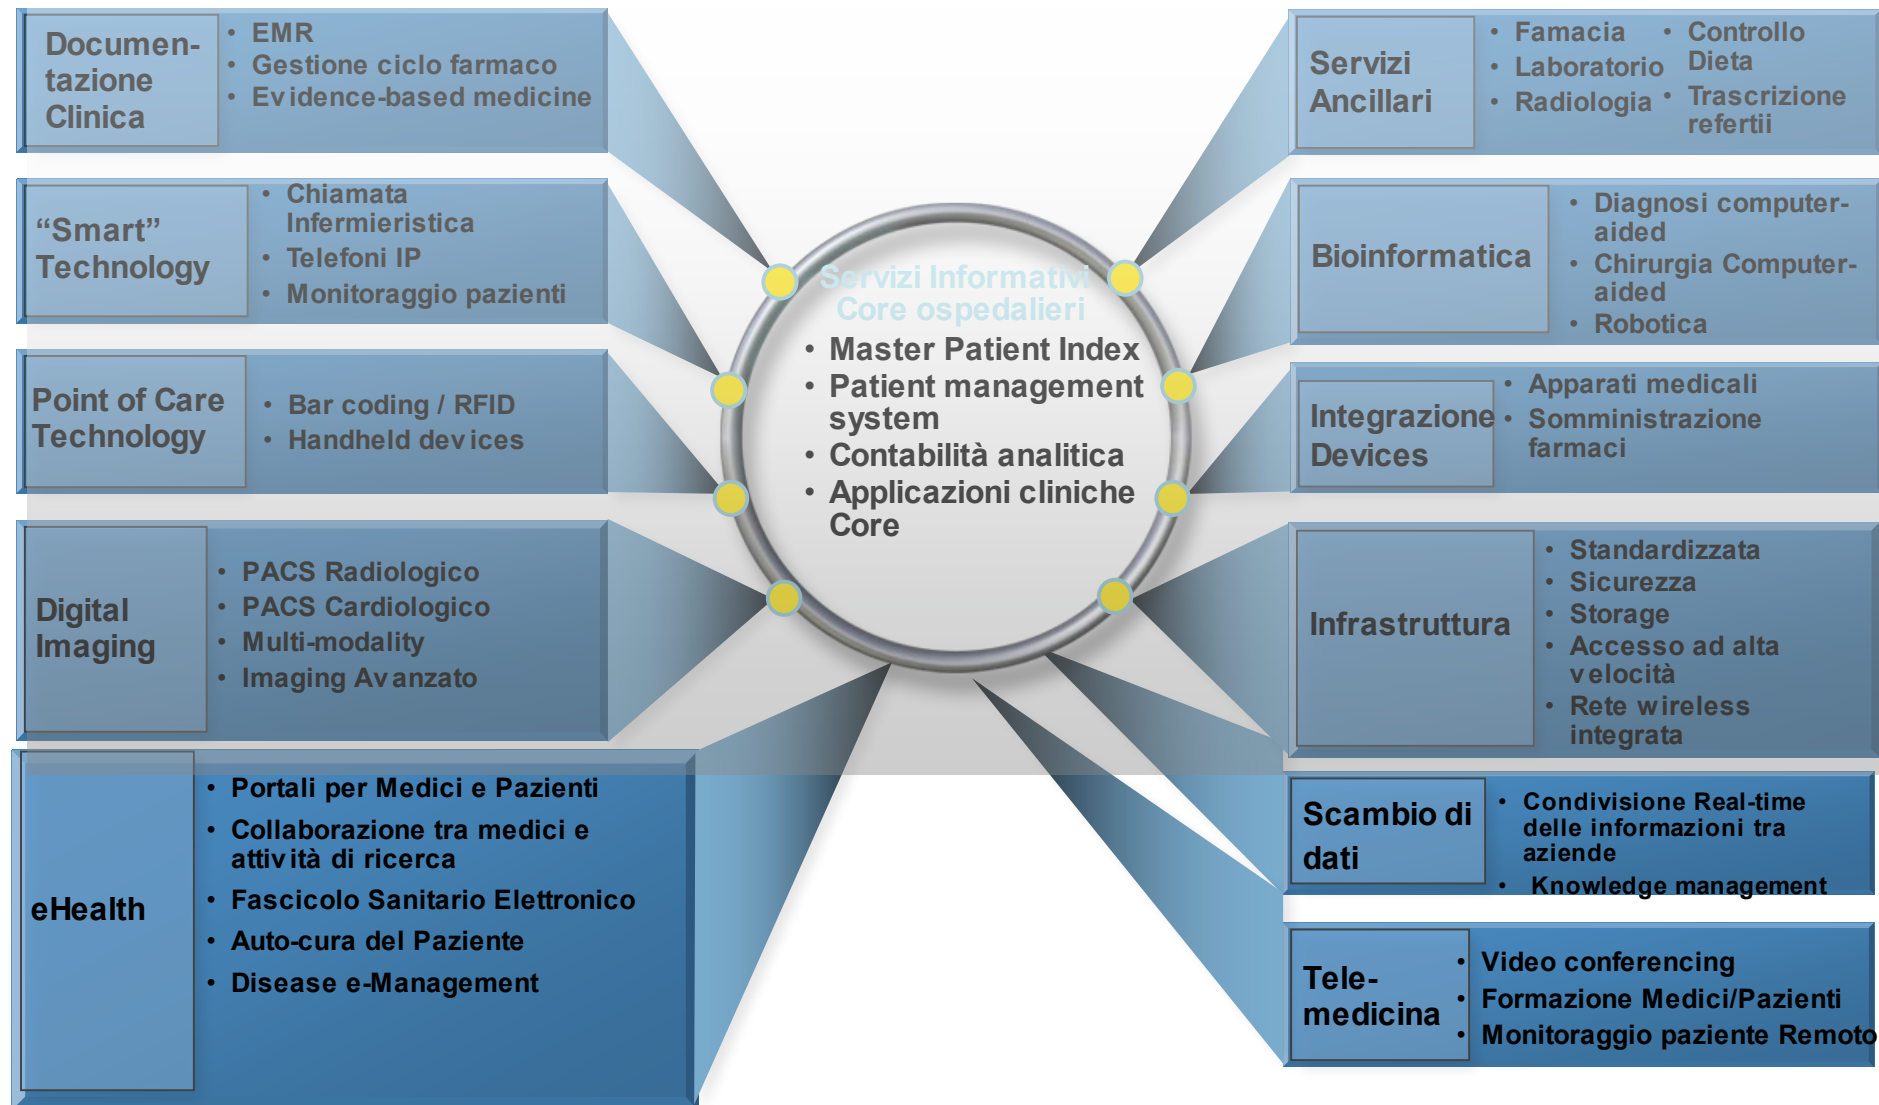 Documen-
tazione
Clinica
• EMR
• Gestione ciclo farmaco
• Evidence-based medicine
“Smart”
Technology
• Chiamata
Infermieristica
• Telefoni IP
• Monitoraggio pazienti
Point of Care
Technology
• Bar coding / RFID
• Handheld devices
Digital
Imaging
• PACS Radiologico
• PACS Cardiologico
• Multi-modality
• Imaging Avanzato
eHealth
• Portali per Medici e Pazienti
• Collaborazione tra medici e
attività di ricerca
• Fascicolo Sanitario Elettronico
• Auto-cura del Paziente
• Disease e-Management
Servizi Informativi
Core ospedalieri
• Master Patient Index
• Patient management
system
• Contabilità analitica
• Applicazioni cliniche
Core
Servizi
Ancillari
• Famacia
• Laboratorio
• Radiologia
• Controllo
Dieta
• Trascrizione
refertii
Bioinformatica
• Diagnosi computer-
aided
• Chirurgia Computer-
aided
• Robotica
Integrazione
Devices
• Apparati medicali
• Somministrazione
farmaci
Infrastruttura
• Standardizzata
• Sicurezza
• Storage
• Accesso ad alta
velocità
• Rete wireless
integrata
Scambio di
dati
• Condivisione Real-time
delle informazioni tra
aziende
• Knowledge management
Tele-
medicina
• Video conferencing
• Formazione Medici/Pazienti
• Monitoraggio paziente Remoto